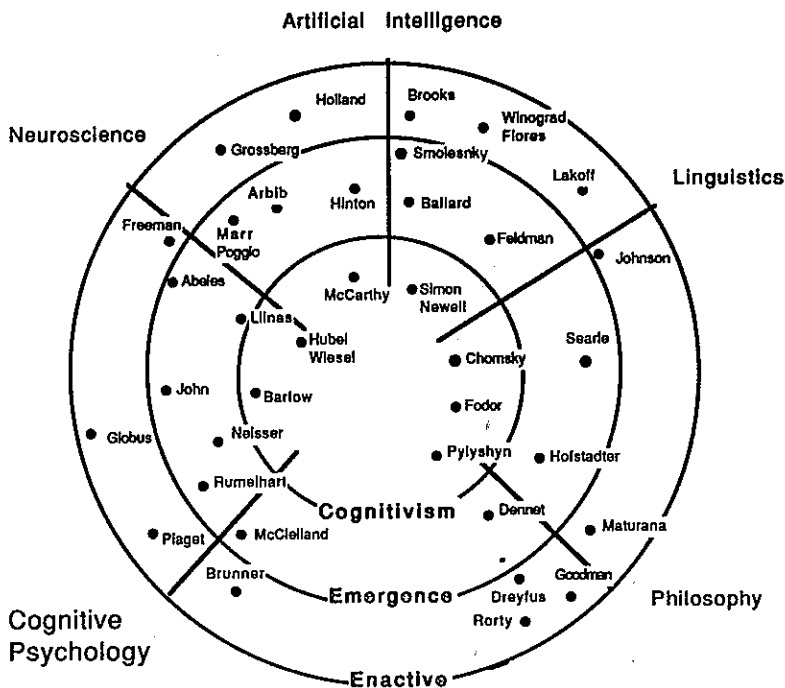 Artificial Intelligence
Holland
Brooks
Winograd
Flores
Neuroscience
Grossberg
Smolesnky
Lakoff
Linguistics
Arbib
Hinton
Ballard
Freeman
Marr
Poggio
Feldman
Johnson
Abeles
McCarthy
Simon
Newell
Llinas
Hubel
Wiesel
Chomsky
Searle
John
Barlow
Fodor
Globus
Neisser
Pylyshyn
Hofstadter
Rumelhart
Cognitivism
Dennet
Maturana
Piaget
McClelland
Brunner
Goodman
Emergence
Dreyfus
Philosophy
Rorty
Cognitive
Psychology
Enactive